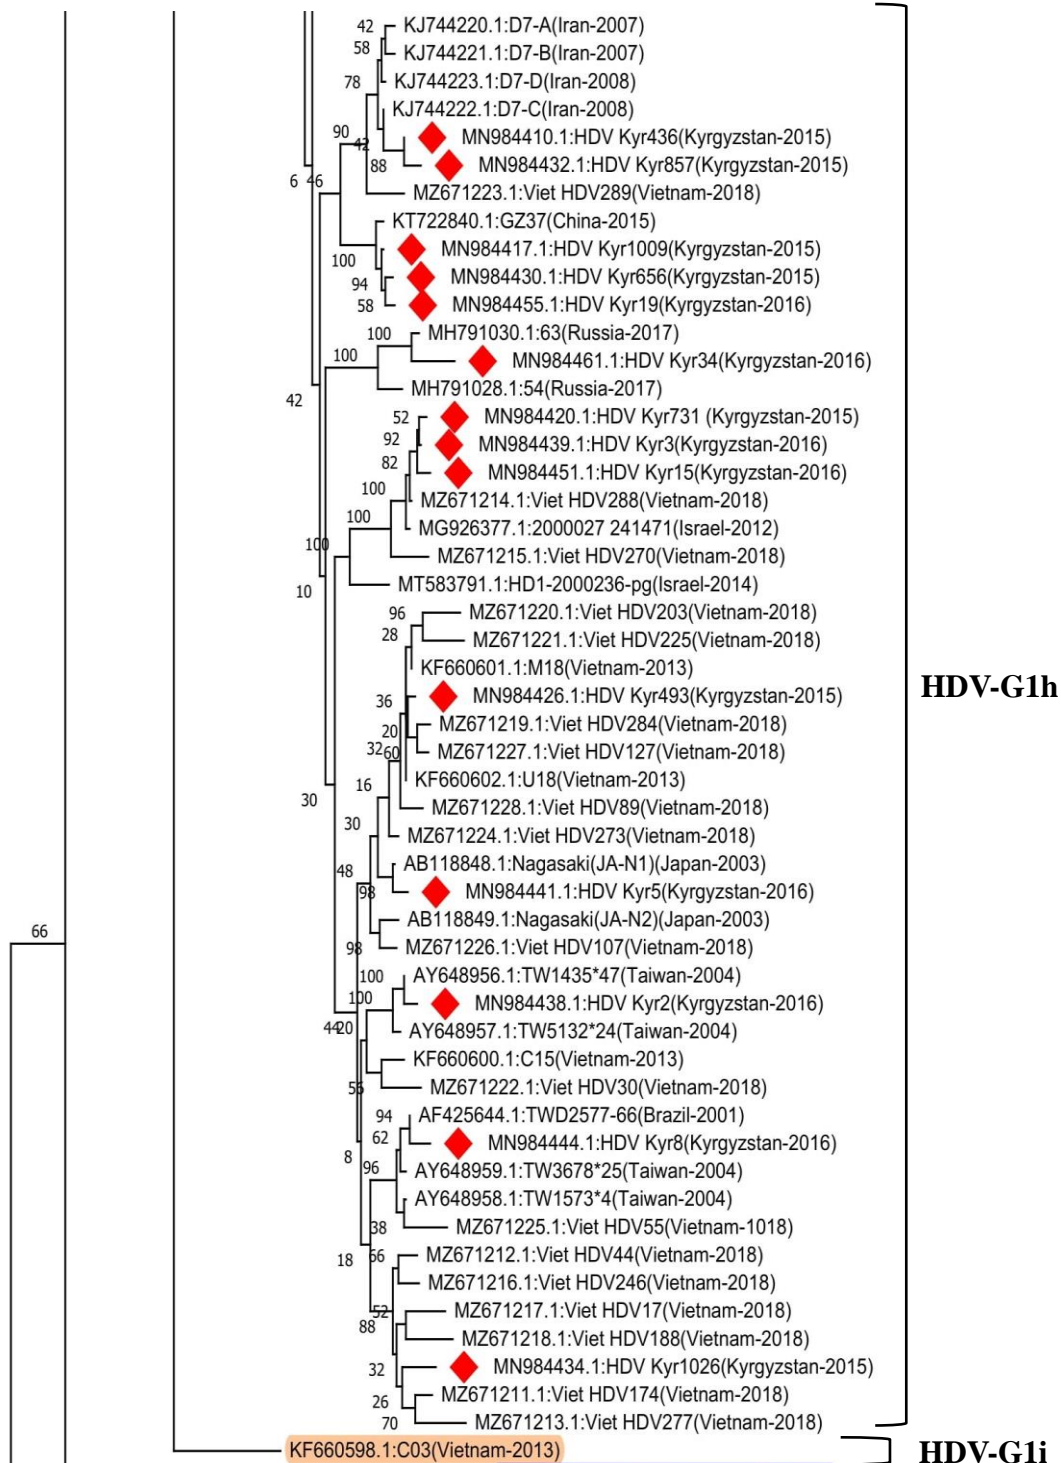 42
KJ744220.1:D7-A(Iran-2007)
58
KJ744221.1:D7-B(Iran-2007)
78
KJ744223.1:D7-D(Iran-2008)
KJ744222.1:D7-C(Iran-2008)
90
42
MN984410.1:HDV Kyr436(Kyrgyzstan-2015)
88
MN984432.1:HDV Kyr857(Kyrgyzstan-2015)
6
46
MZ671223.1:Viet HDV289(Vietnam-2018)
KT722840.1:GZ37(China-2015)
MN984417.1:HDV Kyr1009(Kyrgyzstan-2015)
100
MN984430.1:HDV Kyr656(Kyrgyzstan-2015)
94
58
MN984455.1:HDV Kyr19(Kyrgyzstan-2016)
100
MH791030.1:63(Russia-2017)
100
MN984461.1:HDV Kyr34(Kyrgyzstan-2016)
42
MH791028.1:54(Russia-2017)
52
MN984420.1:HDV Kyr731 (Kyrgyzstan-2015)
92
MN984439.1:HDV Kyr3(Kyrgyzstan-2016)
82
MN984451.1:HDV Kyr15(Kyrgyzstan-2016)
100
MZ671214.1:Viet HDV288(Vietnam-2018)
100
MG926377.1:2000027 241471(Israel-2012)
100
MZ671215.1:Viet HDV270(Vietnam-2018)
10
MT583791.1:HD1-2000236-pg(Israel-2014)
96
MZ671220.1:Viet HDV203(Vietnam-2018)
28
MZ671221.1:Viet HDV225(Vietnam-2018)
KF660601.1:M18(Vietnam-2013)
HDV-G1h
36
MN984426.1:HDV Kyr493(Kyrgyzstan-2015)
20
MZ671219.1:Viet HDV284(Vietnam-2018)
32
60
MZ671227.1:Viet HDV127(Vietnam-2018)
16
KF660602.1:U18(Vietnam-2013)
30
MZ671228.1:Viet HDV89(Vietnam-2018)
30
MZ671224.1:Viet HDV273(Vietnam-2018)
48
AB118848.1:Nagasaki(JA-N1)(Japan-2003)
98
MN984441.1:HDV Kyr5(Kyrgyzstan-2016)
AB118849.1:Nagasaki(JA-N2)(Japan-2003)
66
98
MZ671226.1:Viet HDV107(Vietnam-2018)
100
AY648956.1:TW1435*47(Taiwan-2004)
100
MN984438.1:HDV Kyr2(Kyrgyzstan-2016)
44
20
AY648957.1:TW5132*24(Taiwan-2004)
KF660600.1:C15(Vietnam-2013)
MZ671222.1:Viet HDV30(Vietnam-2018)
94
AF425644.1:TWD2577-66(Brazil-2001)
62
MN984444.1:HDV Kyr8(Kyrgyzstan-2016)
8
96
AY648959.1:TW3678*25(Taiwan-2004)
AY648958.1:TW1573*4(Taiwan-2004)
38
MZ671225.1:Viet HDV55(Vietnam-1018)
18
66
MZ671212.1:Viet HDV44(Vietnam-2018)
MZ671216.1:Viet HDV246(Vietnam-2018)
52
MZ671217.1:Viet HDV17(Vietnam-2018)
88
MZ671218.1:Viet HDV188(Vietnam-2018)
32
MN984434.1:HDV Kyr1026(Kyrgyzstan-2015)
26
MZ671211.1:Viet HDV174(Vietnam-2018)
70
MZ671213.1:Viet HDV277(Vietnam-2018)
KF660598.1:C03(Vietnam-2013)
HDV-G1i